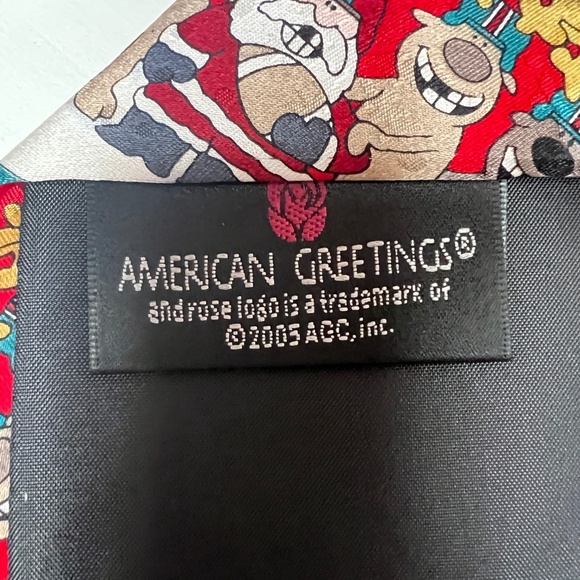 AMERICAN GREETINGS®
and rose logo is a trademark of
©2005 AGC, inc.